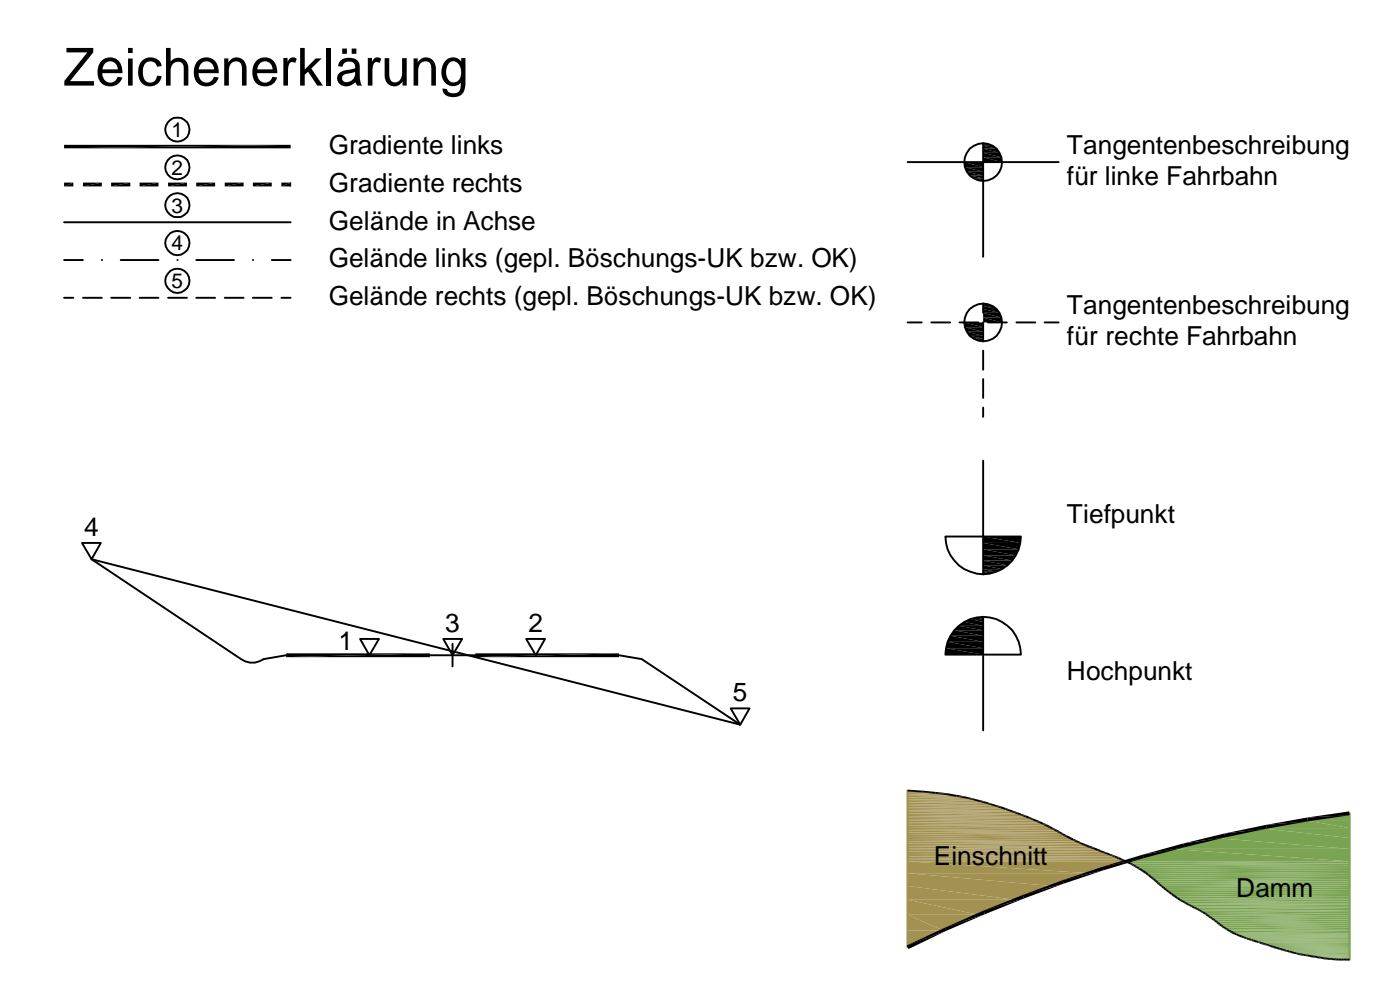 Zeichenerklärung
1 Gradiente links
2 Gradiente rechts
3 Gelände in Achse
4 Gelände links (gepl. Böschungs-UK bzw. OK)
5 Gelände rechts (gepl. Böschungs-UK bzw. OK)
Tangentenbeschreibung
für linke Fahrbahn
Tangentenbeschreibung
für rechte Fahrbahn
Tiefpunkt
Hochpunkt
4
1
3
2
5
Einschnitt
Damm